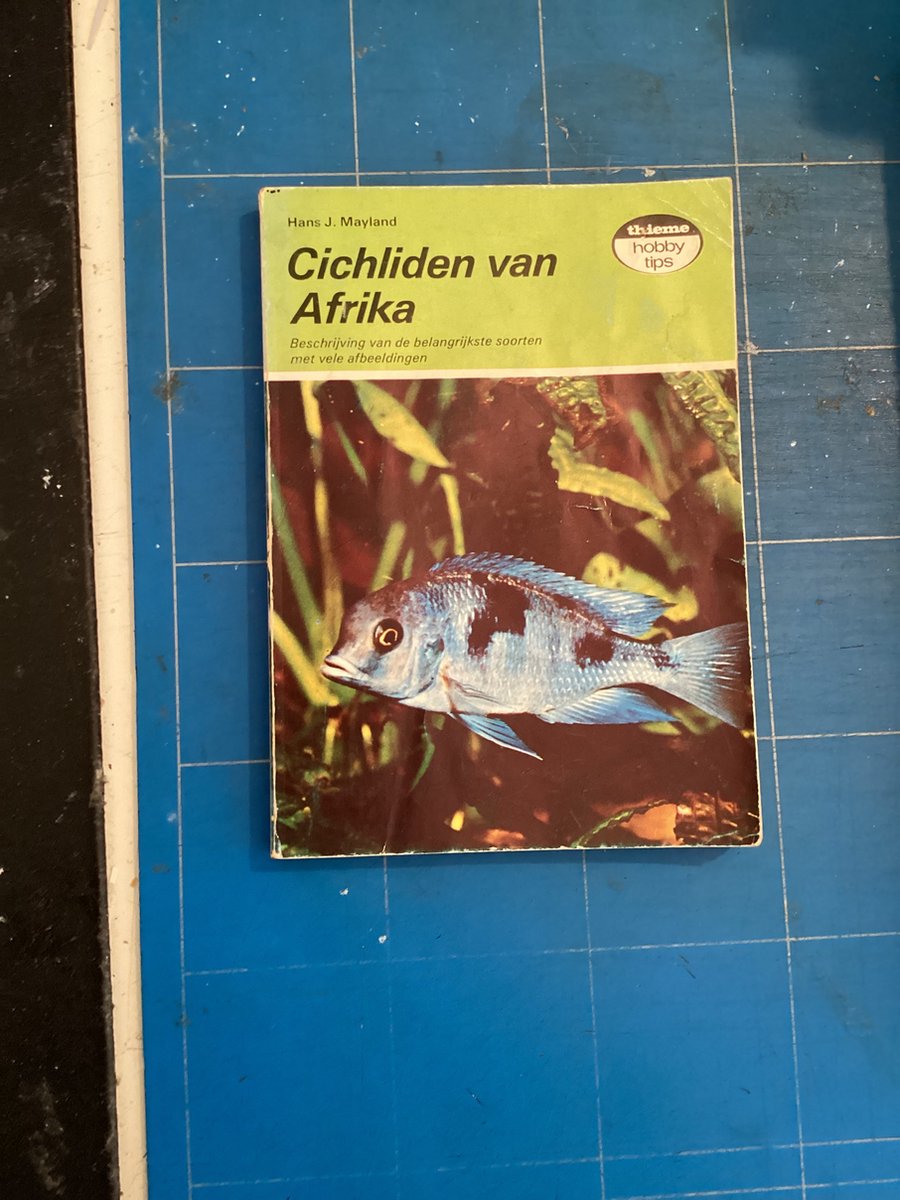 Hans J. Mayland
thieme
hobby
tips
Cichliden van
Afrika
Beschrijving van de belangrijkste soorten
met vele afbeeldingen